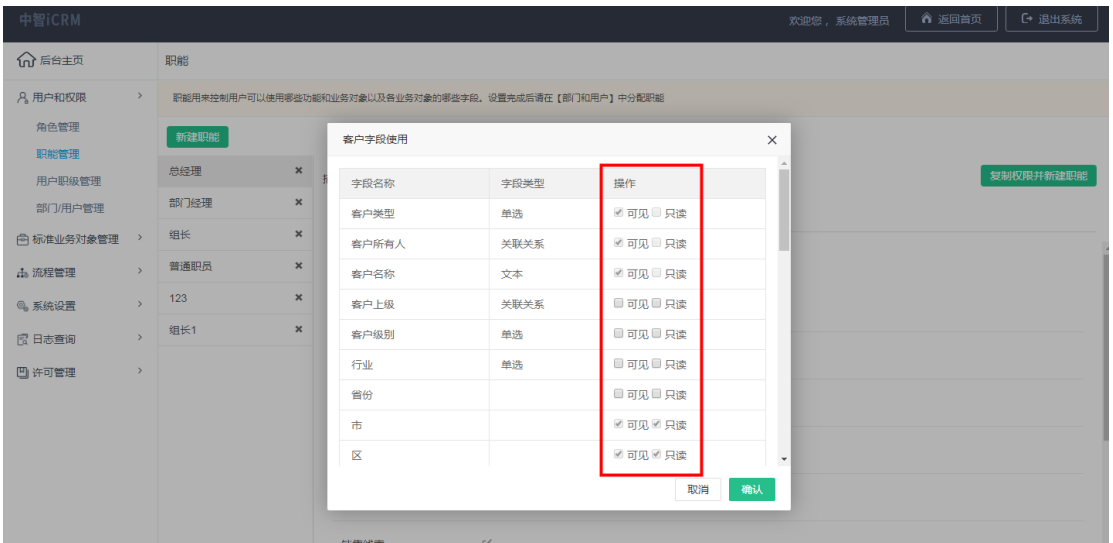 中智iCRM
欢迎您 , 系统管理员
返回首页
退出系统
后台主页
职能
用户和权限
职能用来控制用户可以使用哪些功能和业务对象以及各业务对象的哪些字段。设置完成后请在【部门和用户】中分配职能
角色管理
职能管理
用户职级管理
部门/用户管理
标准业务对象管理
流程管理
系统设置
日志查询
许可管理
新建职能
总经理
部门经理
组长
普通职员
123
组长1
复制权限并新建职能
客户字段使用
字段名称 字段类型 操作
客户类型 单选 可见 只读
客户所有人 关联关系 可见 只读
客户名称 文本 可见 只读
客户上级 关联关系 可见 只读
客户级别 单选 可见 只读
行业 单选 可见 只读
省份 可见 只读
市 可见 只读
区 可见 只读
取消 确认